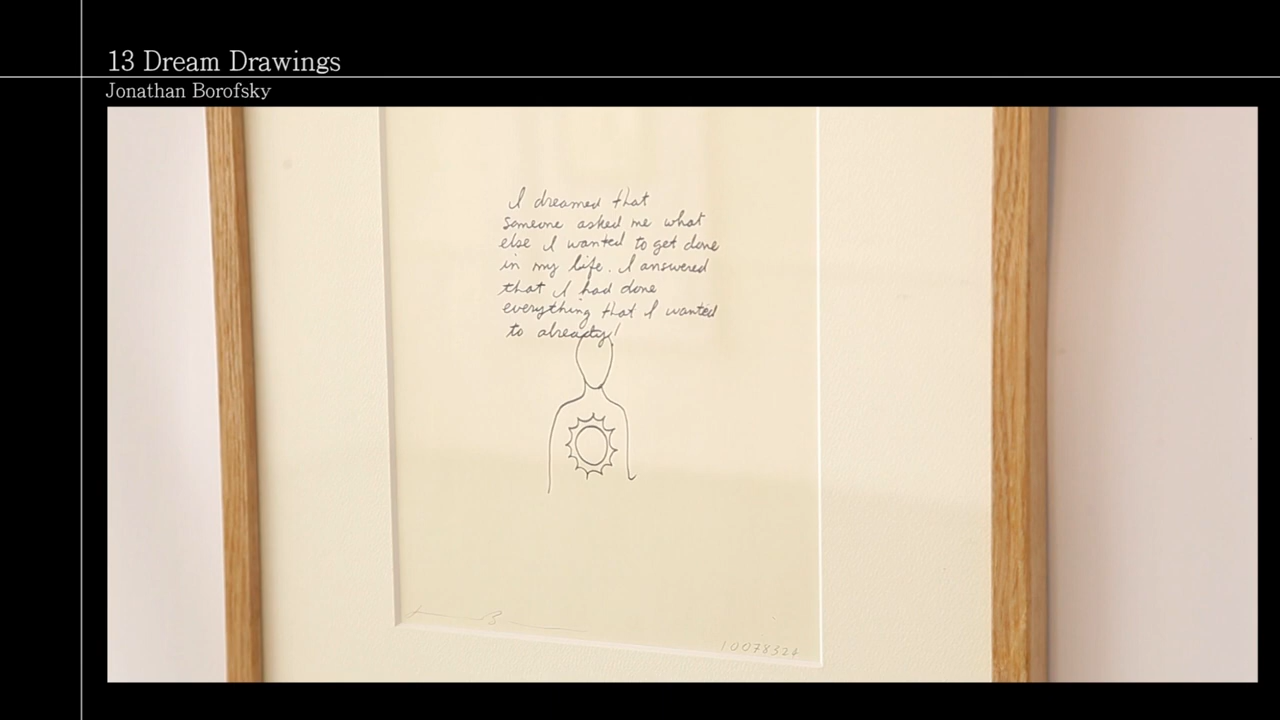 13 Dream Drawings
Jonathan Borofsky
I dreamed that
someone asked me what
else I wanted to get done
in my life. I answered
that I had done
everything that I wanted
to already!